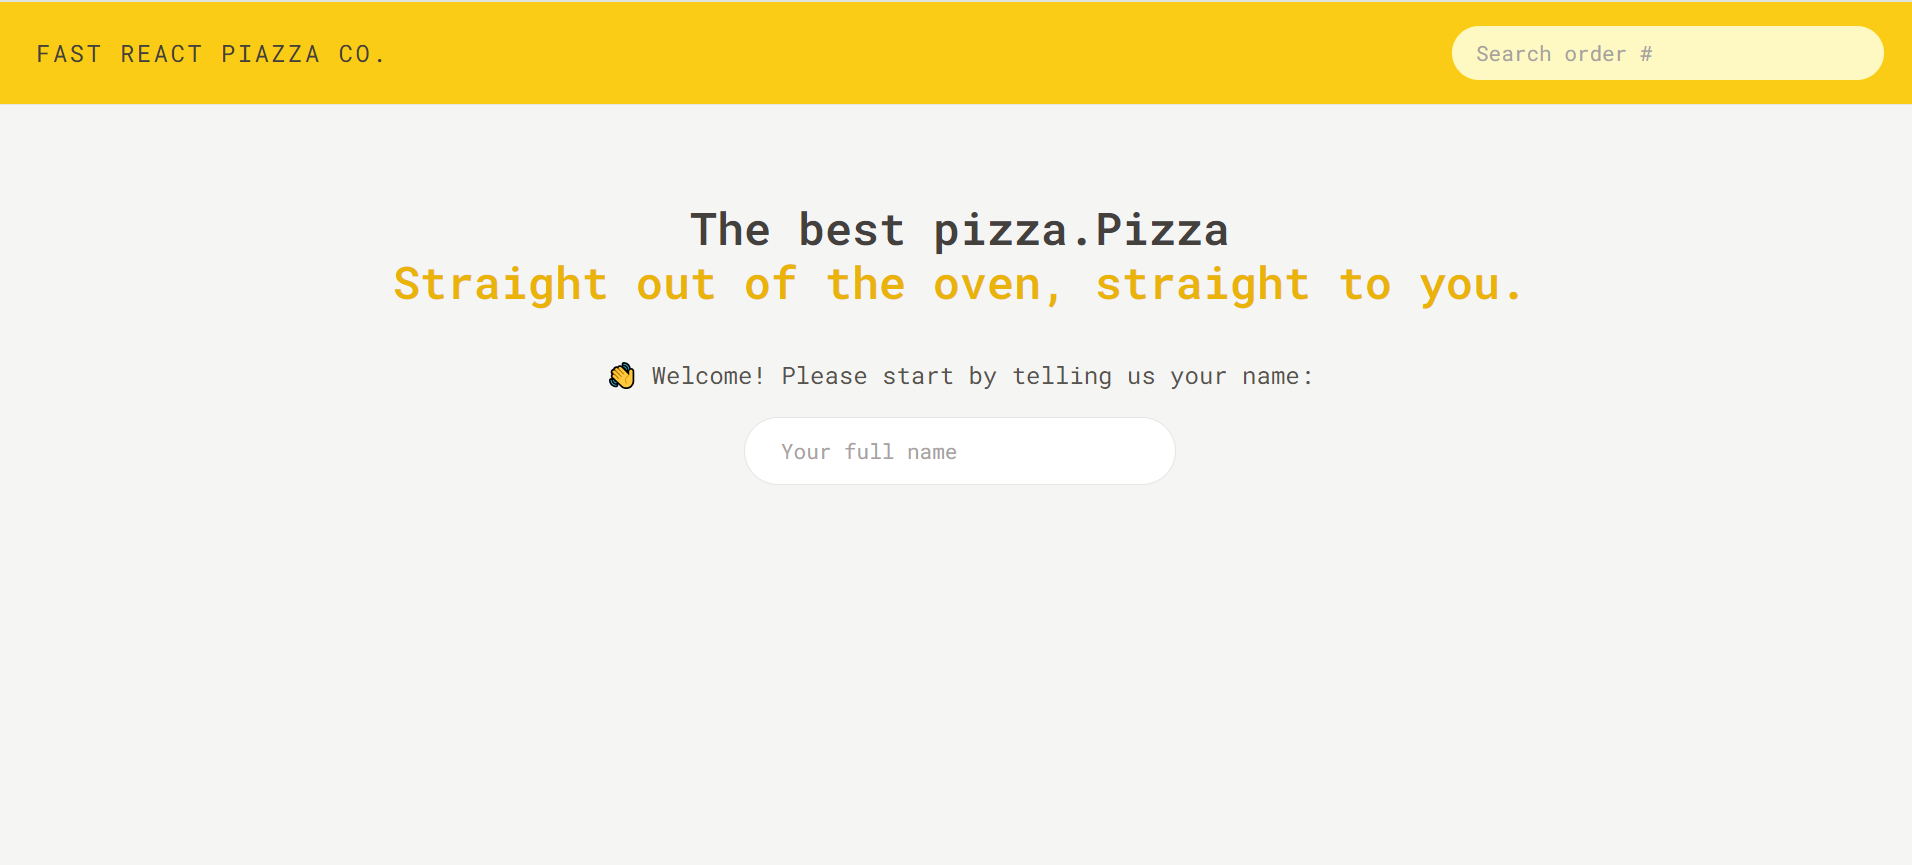 FAST REACT PIAZZA CO.
Search order #
The best pizza.Pizza
Straight out of the oven, straight to you.
👋 Welcome! Please start by telling us your name:
Your full name